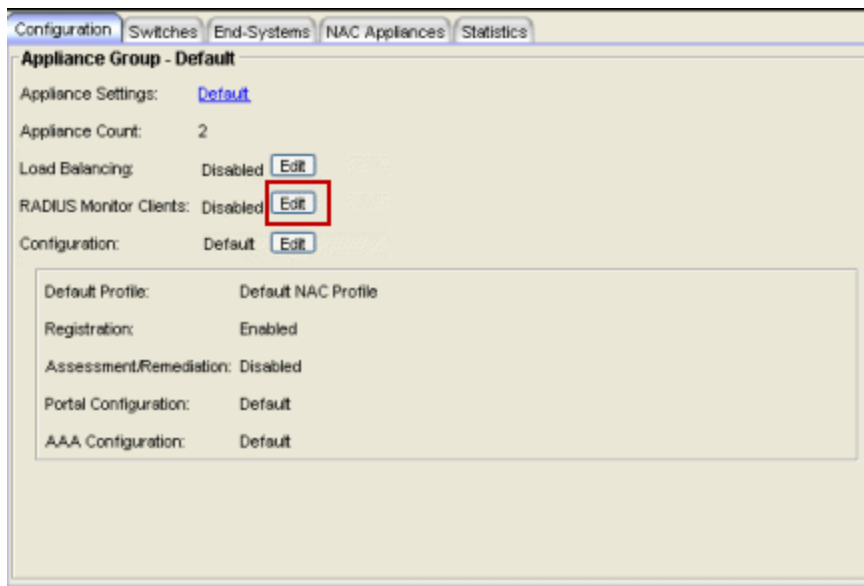 Configuration Switches End-Systems NAC Appliances Statistics
Appliance Group - Default
Appliance Settings: Default
Appliance Count: 2
Load Balancing: Disabled Edit
RADIUS Monitor Clients: Disabled Edit
Configuration: Default Edit
Default Profile: Default NAC Profile
Registration: Enabled
Assessment/Remediation: Disabled
Portal Configuration: Default
AAA Configuration: Default